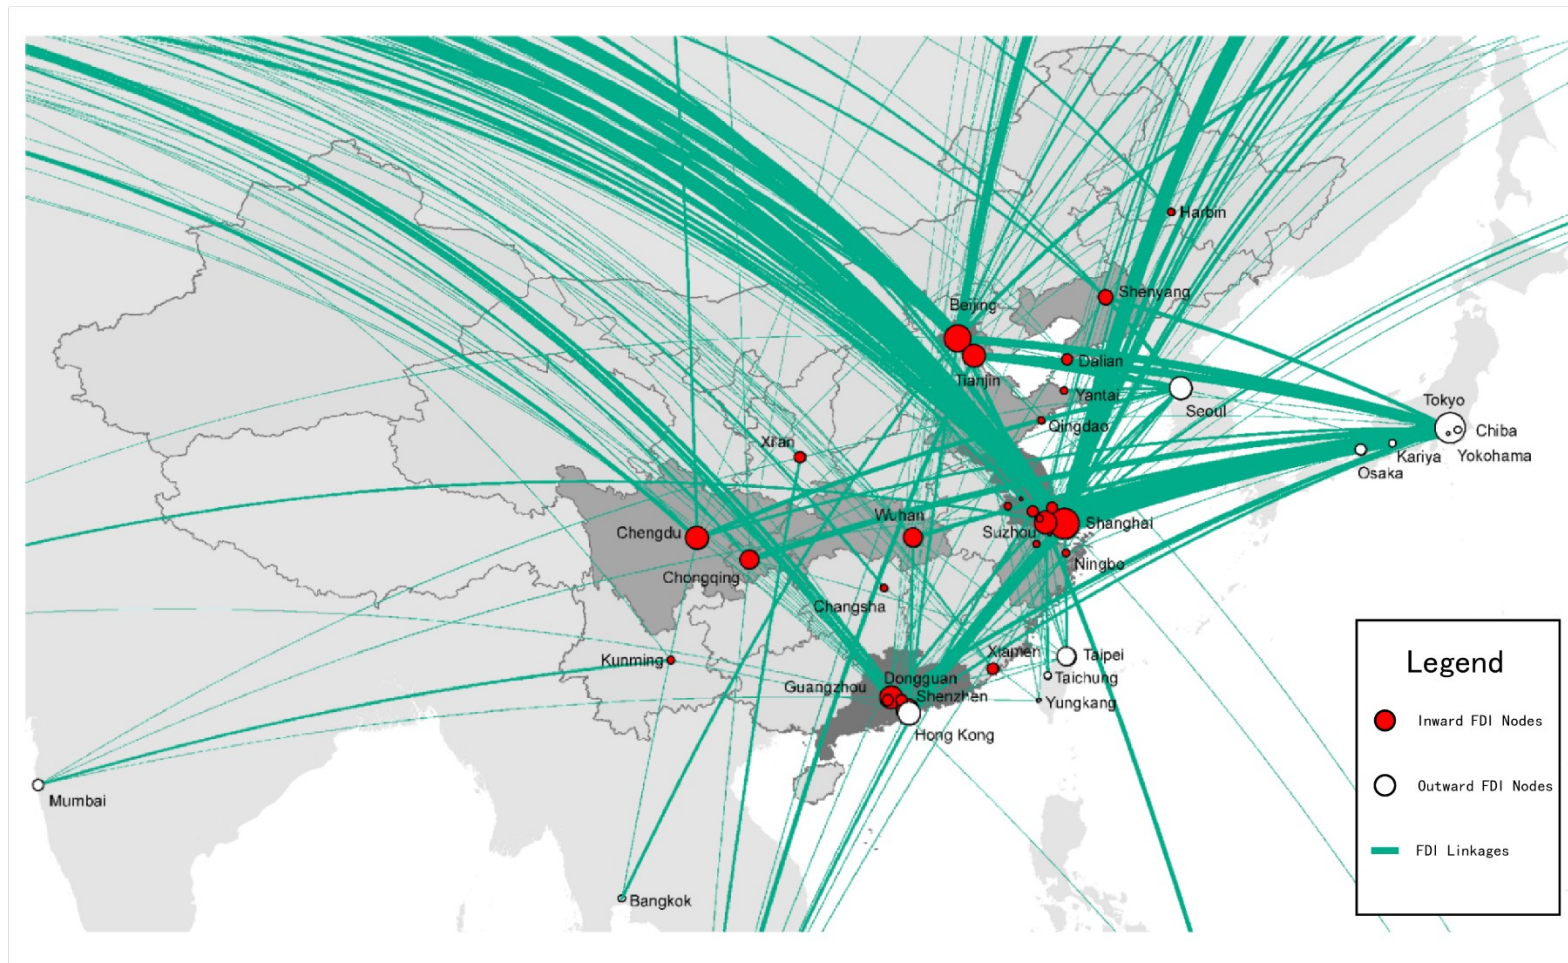 Harbin
Shenyang
Beijing
Dalian
Tianjin
Yantai
Seoul
Qingdao
Tokyo
Chiba
Xi'an
Kariya
Yokohama
Osaka
Wuhan
Shanghai
Chengdu
Suzhou
Ningbo
Chongqing
Changsha
Xiamen
Taipei
Kunming
Dongguan
Taichung
Guangzhou
Shenzhen
Yungkang
Hong Kong
Mumbai
Bangkok
Legend
Inward FDI Nodes
Outward FDI Nodes
FDI Linkages